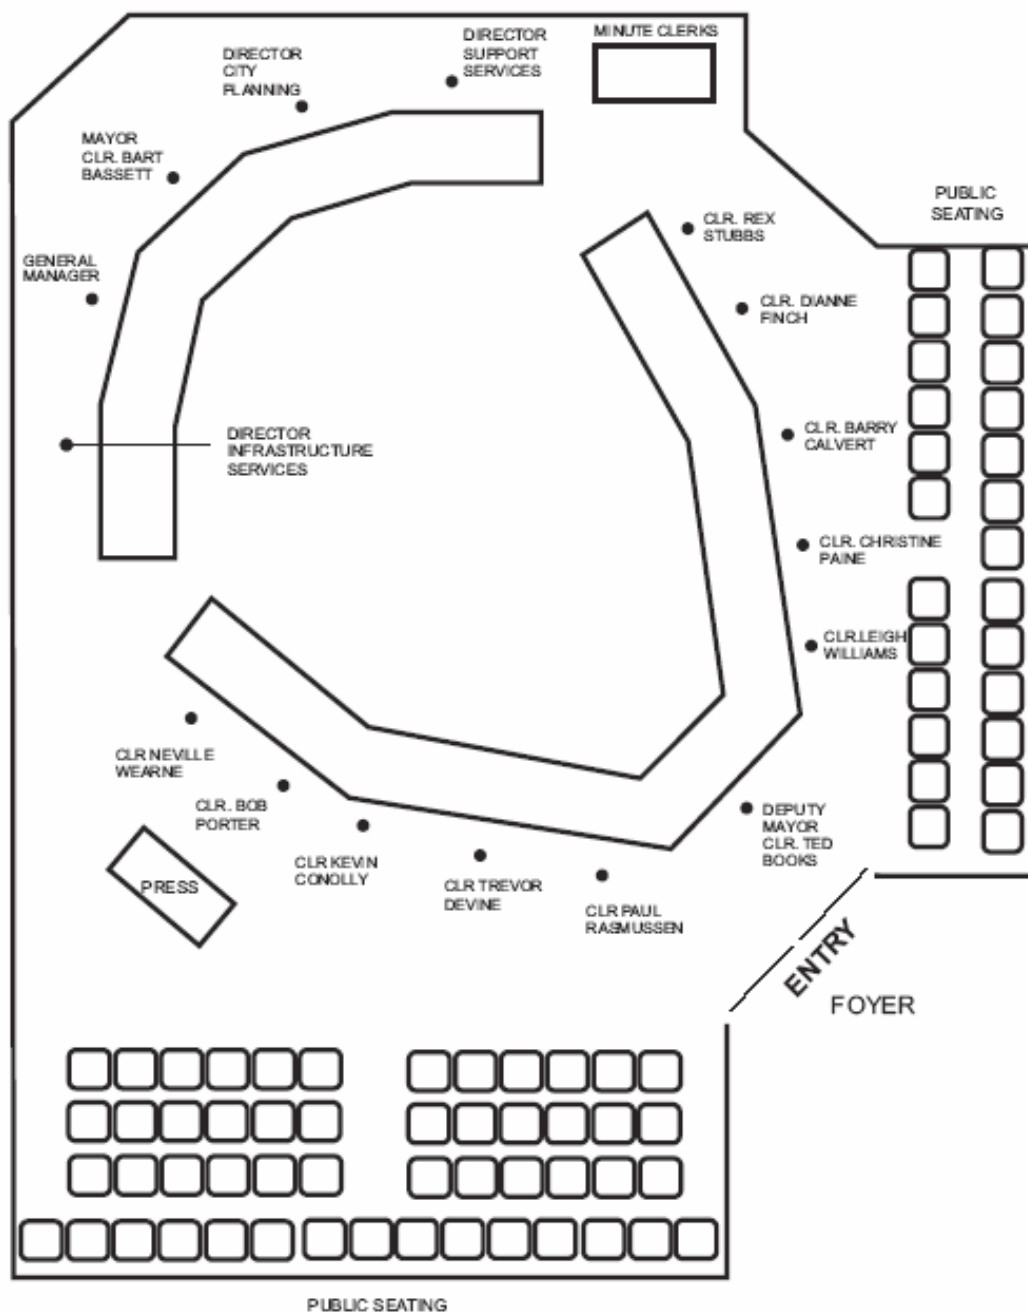 MINUTE CLERKS
DIRECTOR
SUPPORT
SERVICES
DIRECTOR
CITY
PLANNING
MAYOR
CLR. BART
BASSETT
PUBLIC
SEATING
CLR. REX
STUBBS
GENERAL
MANAGER
CLR. DIANNE
FINCH
DIRECTOR
INFRASTRUCTURE
SERVICES
CLR. BARRY
CALVERT
CLR. CHRISTINE
PAINE
CLR.LEIGH
WILLIAMS
CLR NEVILLE
WEARNE
CLR. BOB
PORTER
DEPUTY
MAYOR
CLR. TED
BOOKS
CLR KEVIN
CONOLLY
CLR TREVOR
DEVINE
CLR PAUL
RASMUSSEN
PRESS
ENTRY
FOYER
PUBLIC SEATING